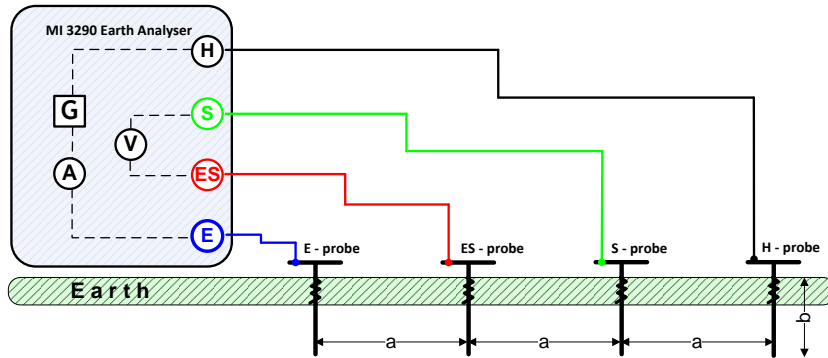 MI 3290 Earth Analyser
H
G
S
V
A
ES
E
E - probe
ES - probe
S - probe
H - probe
Earth
a
a
a
b